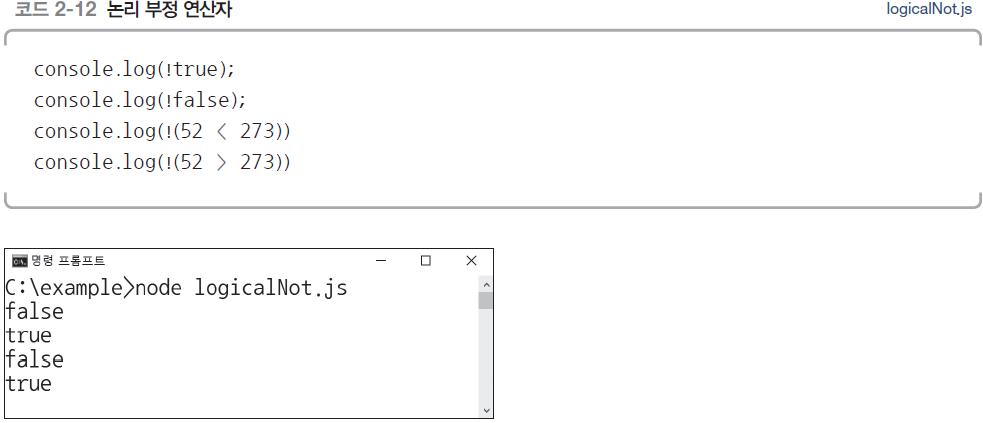 코드 2-12 논리 부정 연산자 logicalNot.js
console.log(!true);
console.log(!false);
console.log(!(52 < 273))
console.log(!(52 > 273))
C:\ 명령 프롬프트
C:\example>node logicalNot.js
false
true
false
true